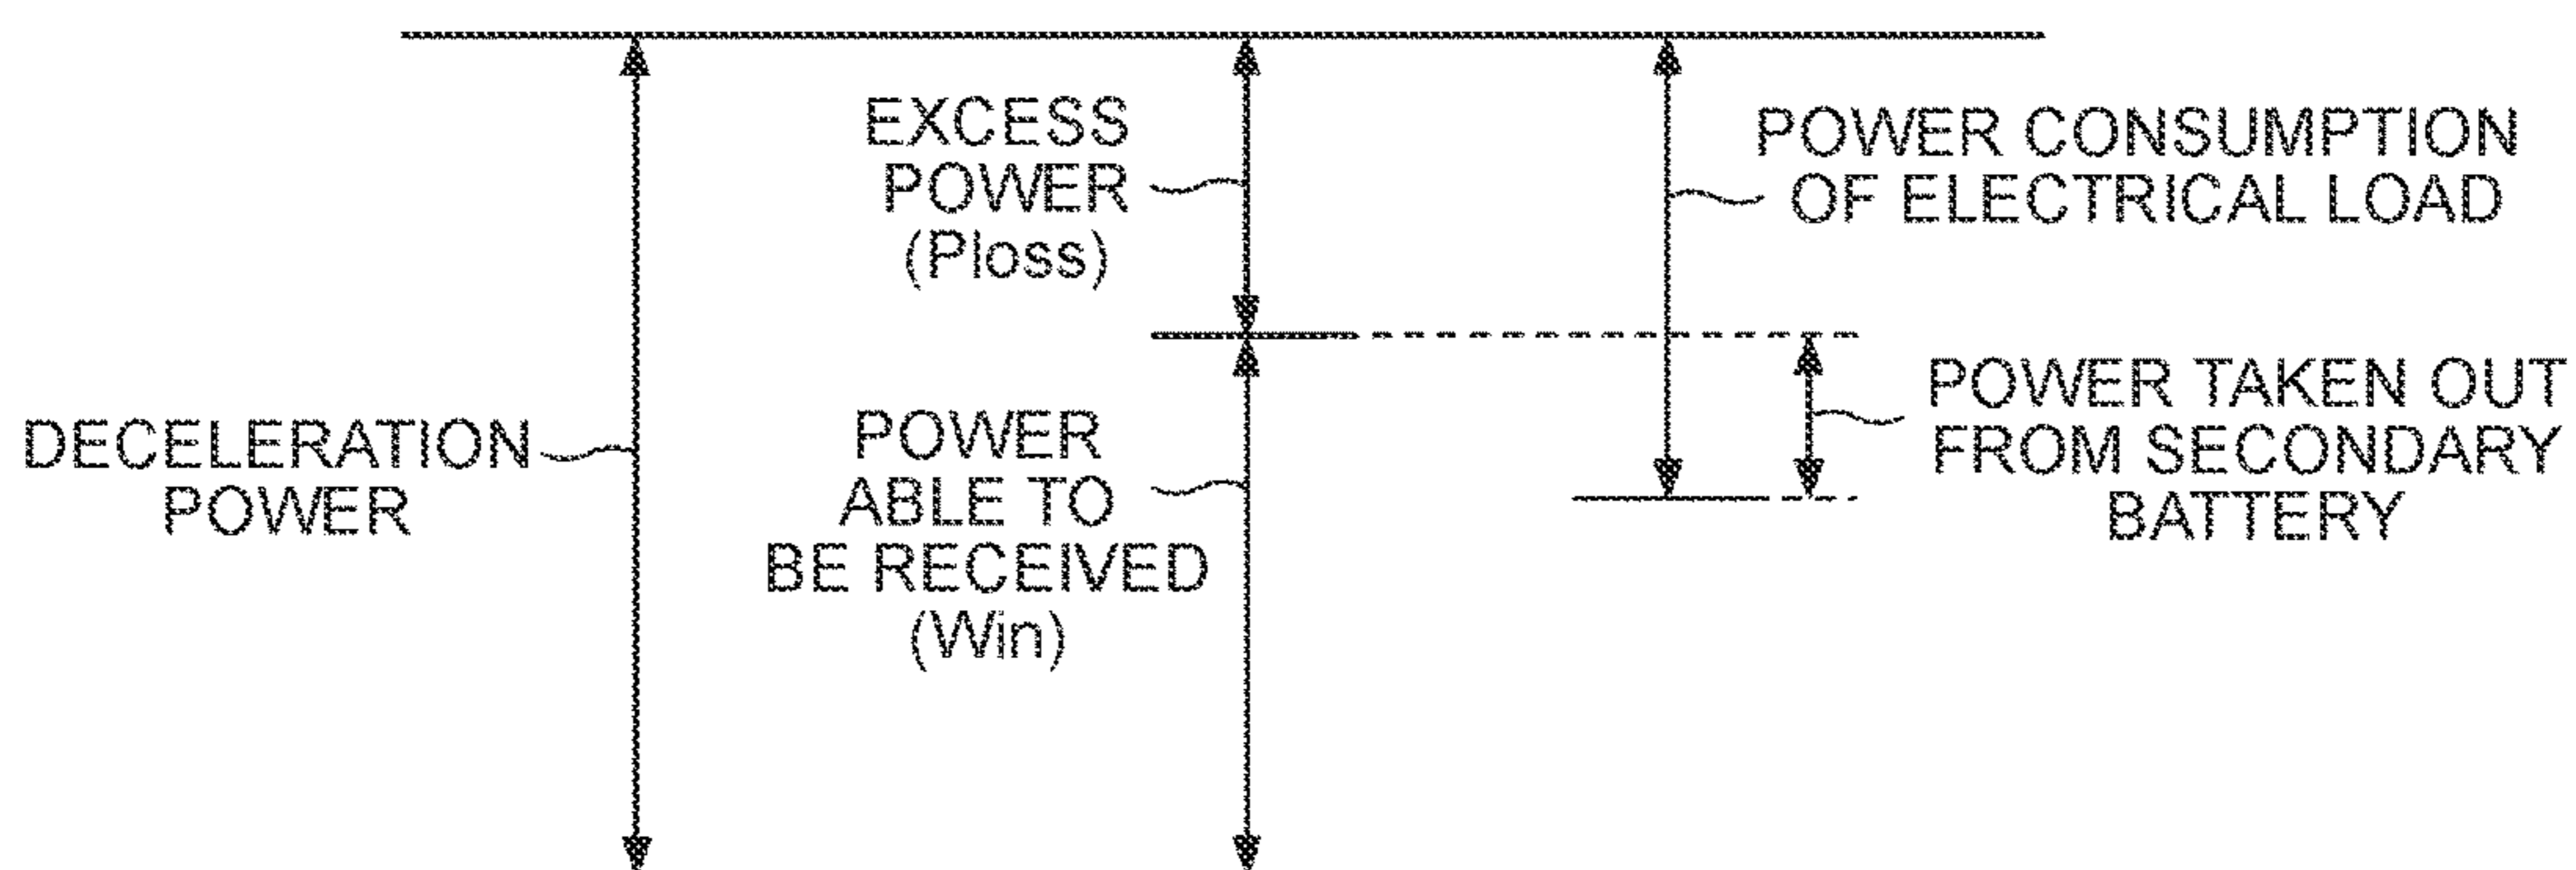 DECELERATION
POWER
EXCESS
POWER
(Ploss)
POWER
ABLE TO
BE RECEIVED
(Win)
POWER CONSUMPTION
OF ELECTRICAL LOAD
POWER TAKEN OUT
FROM SECONDARY
BATTERY